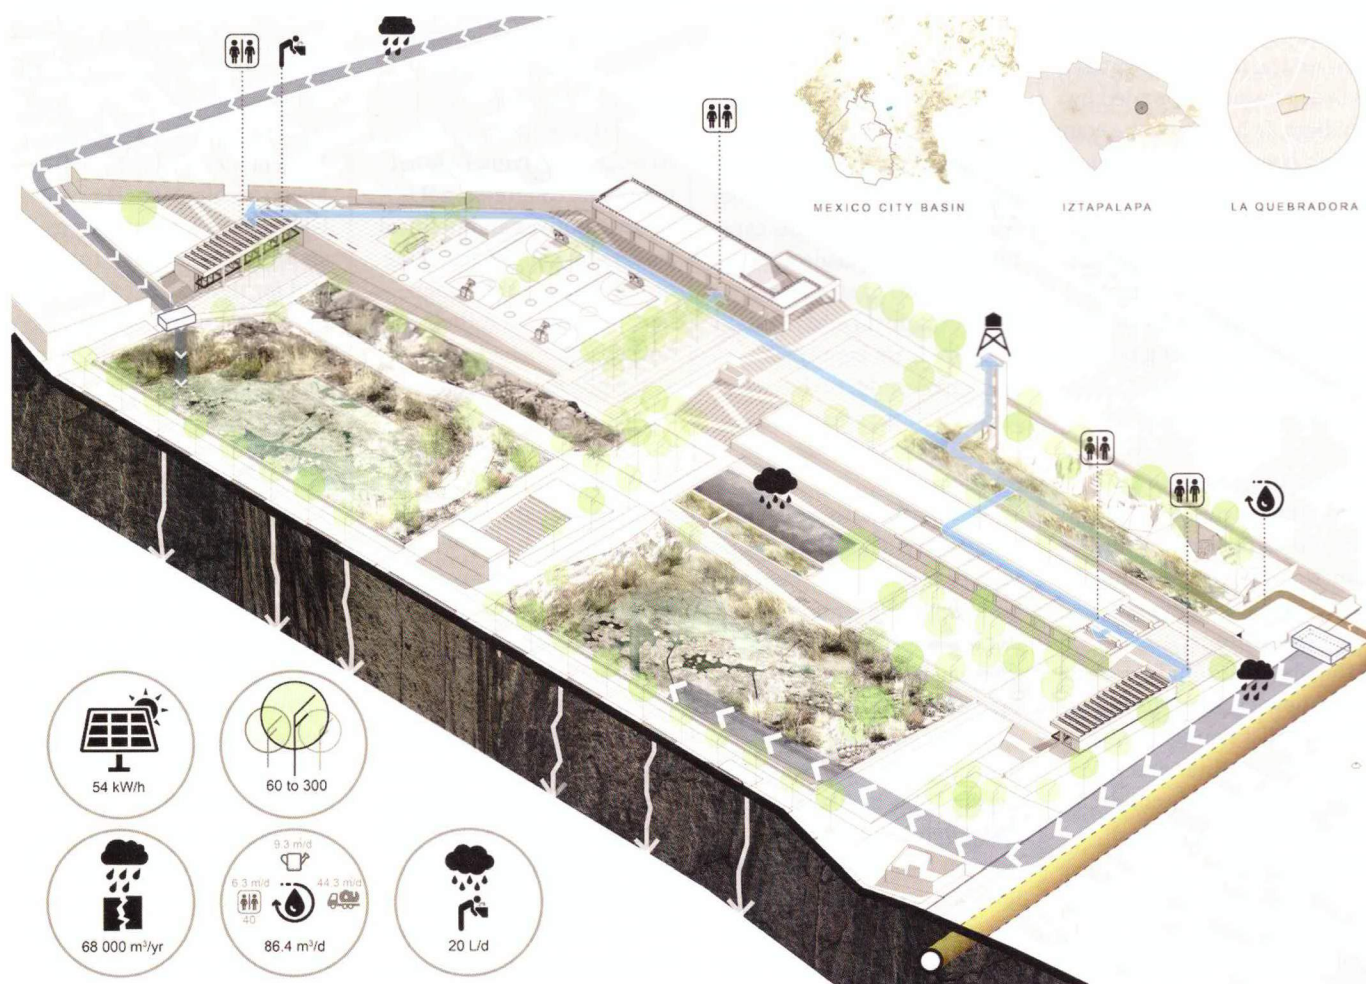 MEXICO CITY BASIN
IZTAPALAPA
LA QUEBRADORA
54 kW/h
60 to 300
68 000 m³/yr
9.3 m/d
6.3 m/d
44.3 m/d
40
86.4 m³/d
20 L/d